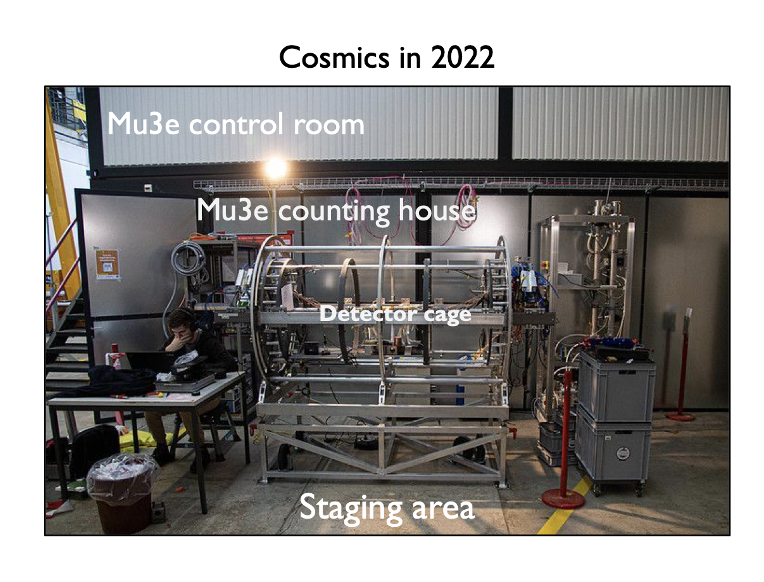 Cosmics in 2022
Mu3e control room
Mu3e counting house
Detector cage
Staging area